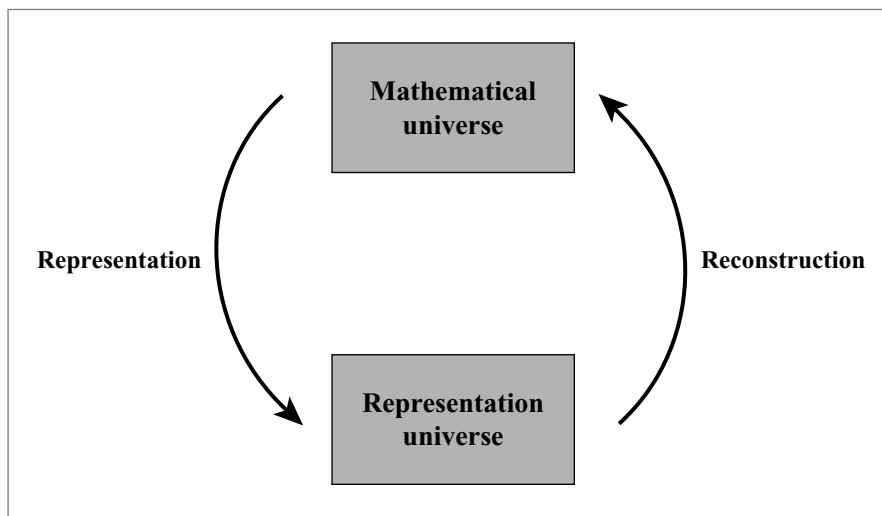 Mathematical
universe
Representation
Reconstruction
Representation
universe